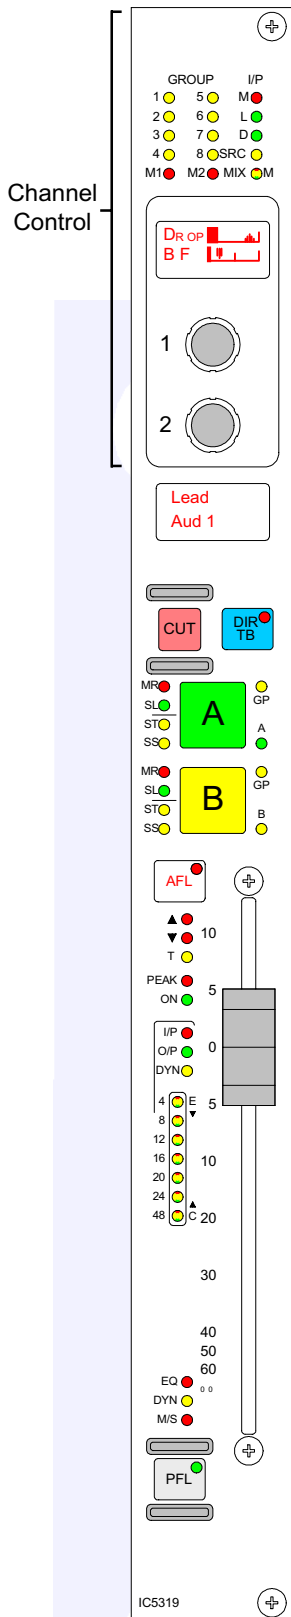 Channel
Control
GROUP I/P
1 5 M
2 6 L
3 7 D
4 8 SRC
M1 M2 MIX M
DR OP
B F
1
2
Lead
Aud 1
CUT
DIR
TB
MR
SL
ST
SS
A
GP
A
MR
SL
ST
SS
B
GP
B
AFL
▲
▼
T
PEAK
ON
I/P
O/P
DYN
4 E
8 ▼
12
16
20
24 ▲
48 C
10
5
0
5
10
20
30
40
50
60
0 0
EQ
DYN
M/S
PFL
IC5319